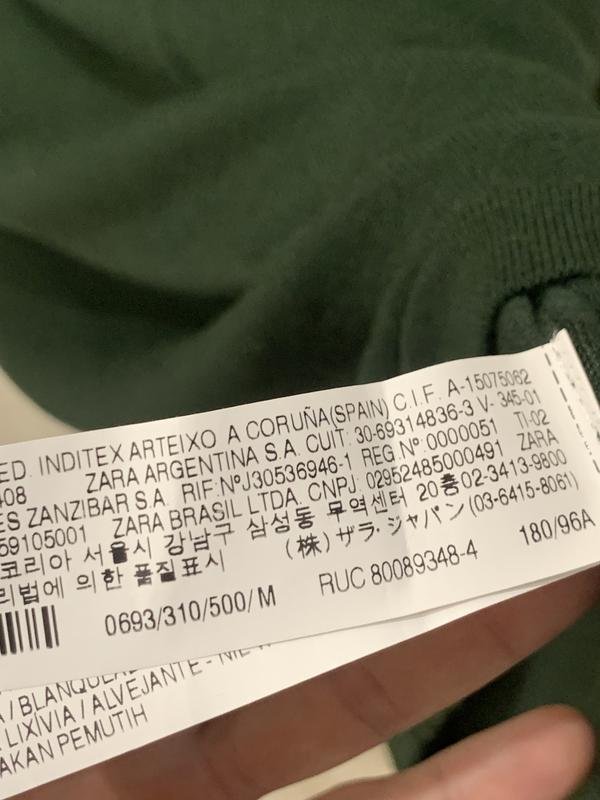 ED. INDITEX ARTEIXO A CORUÑA(SPAIN) C.I.F. A-15075062
408 ZARA ARGENTINA S.A. CUIT: 30-69314836-3 V- 345-01
ES ZANZIBAR S.A. RIF:NºJ30536946-1 REG.Nº:0000051 TI-02
59105001 ZARA BRASIL LTDA. CNPJ: 02952485000491 ZARA
코리아 서울시 강남구 삼성동 무역센터 20층02-3413-9800
리법에 의한 품질표시 (株) ザラ・ジャパン (03-6415-8061)
0693/310/500/ M RUC 80089348-4 180/96A
/ BLANQUEA
LIXÍVIA / ALVEJANTE -
AKAN PEMUTIH